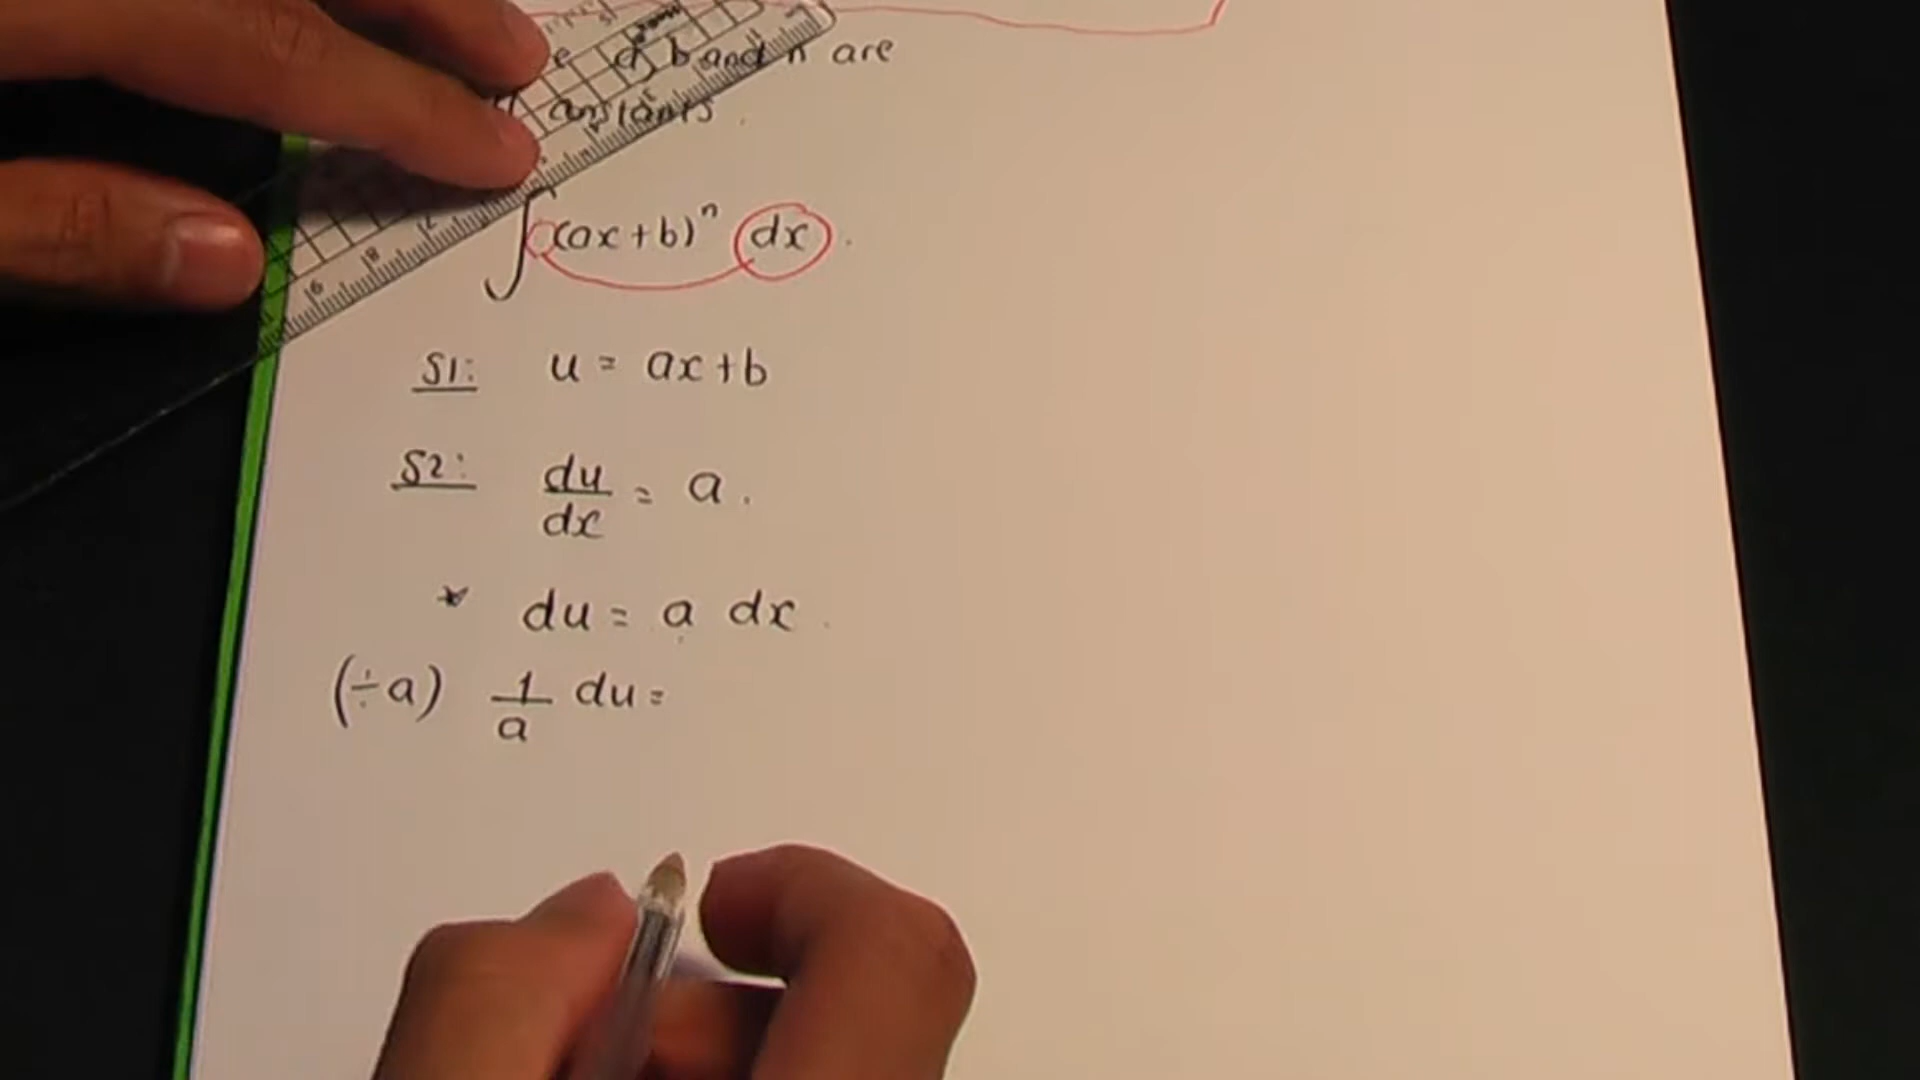 a, b and n are
constants.
∫(ax+b)ⁿ dx.
S1: u = ax+b
S2: du/dx = a.
* du = a dx.
(÷a) 1/a du =